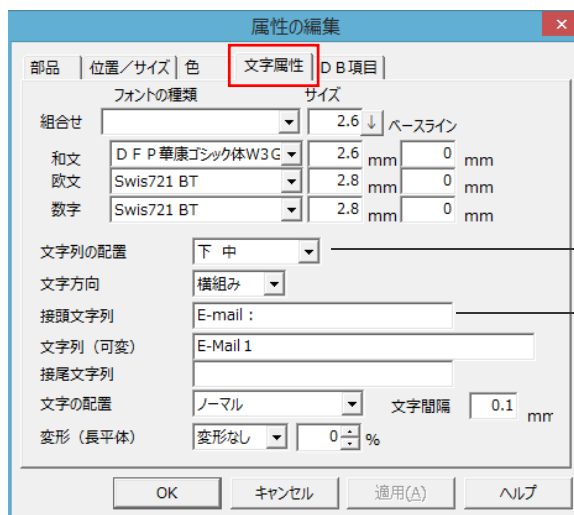 属性の編集
×
部品 位置/サイズ 色 文字属性 DB項目
フォントの種類 サイズ
組合せ 2.6 ↓ ベースライン
和文 ＤＦＰ華康ゴシック体W3G 2.6 mm 0 mm
欧文 Swis721 BT 2.8 mm 0 mm
数字 Swis721 BT 2.8 mm 0 mm
文字列の配置 下 中
文字方向 横組み
接頭文字列 E-mail：
文字列（可変） E-Mail 1
接尾文字列
文字の配置 ノーマル 文字間隔 0.1 mm
変形（長平体） 変形なし 0 %
OK キャンセル 適用(A) ヘルプ